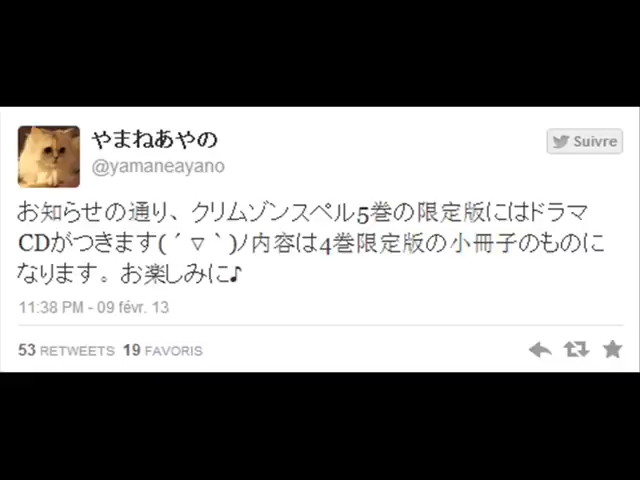 やまねあやの
Suivre
@yamaneayano
お知らせの通り、クリムゾンスペル5巻の限定版にはドラマ
CDがつきます( ´ ▽ ` )ﾉ内容は4巻限定版の小冊子のものに
なります。お楽しみに♪
11:38 PM - 09 févr. 13
53 RETWEETS 19 FAVORIS